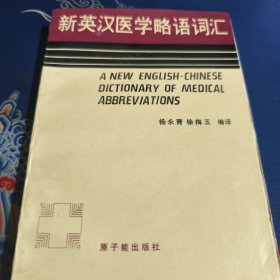 新英汉医学略语词汇
A NEW ENGLISH-CHINESE
DICTIONARY OF MEDICAL
ABBREVIATIONS
杨永青 徐梅玉 编译
原子能出版社